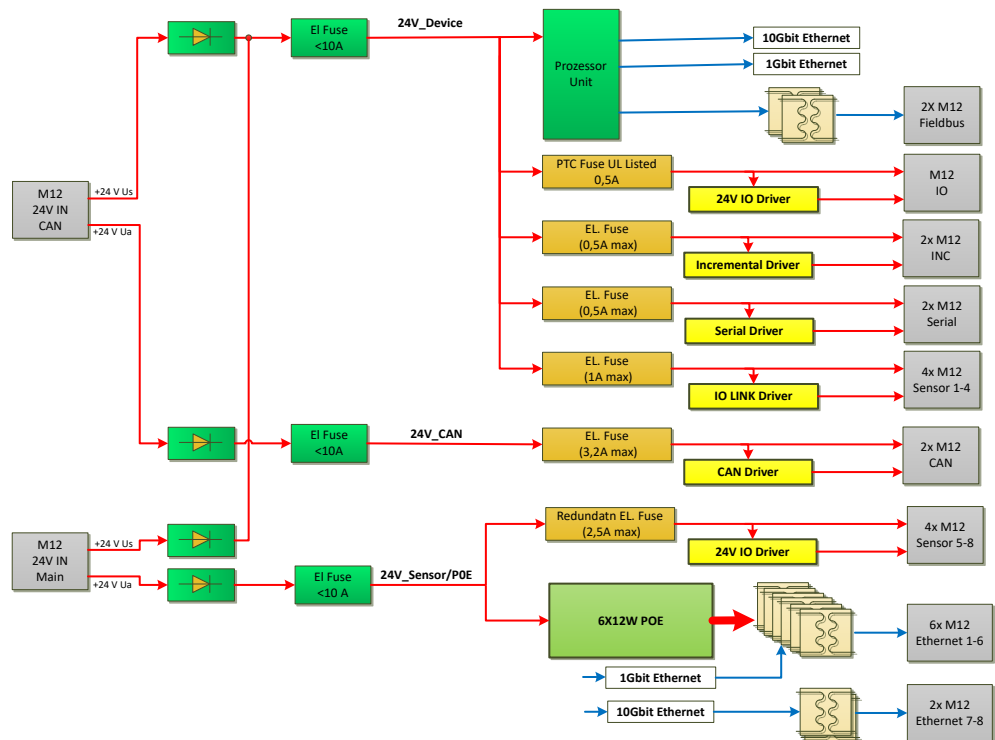 El Fuse
<10A
24V_Device
Prozessor
Unit
10Gbit Ethernet
1Gbit Ethernet
2X M12
Fieldbus
M12
24V IN
CAN
+24 V Us
+24 V Ua
PTC Fuse UL Listed
0,5A
24V IO Driver
M12
IO
EL. Fuse
(0,5A max)
Incremental Driver
2x M12
INC
EL. Fuse
(0,5A max)
Serial Driver
2x M12
Serial
EL. Fuse
(1A max)
IO LINK Driver
4x M12
Sensor 1-4
El Fuse
<10A
24V_CAN
EL. Fuse
(3,2A max)
CAN Driver
2x M12
CAN
M12
24V IN
Main
+24 V Us
+24 V Ua
El Fuse
<10 A
24V_Sensor/P0E
Redundatn EL. Fuse
(2,5A max)
24V IO Driver
4x M12
Sensor 5-8
6X12W POE
1Gbit Ethernet
6x M12
Ethernet 1-6
10Gbit Ethernet
2x M12
Ethernet 7-8